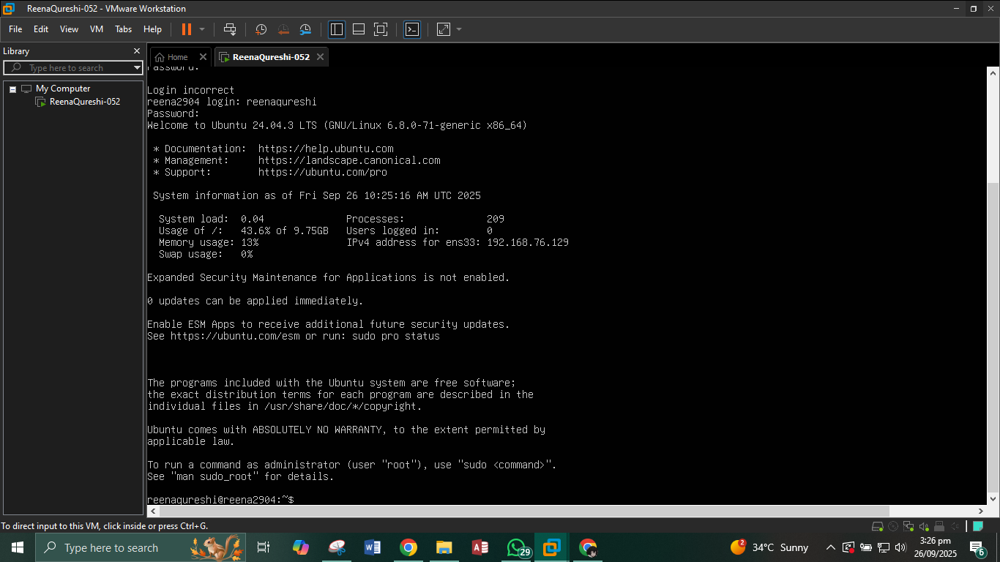 ReenaQureshi-052 - VMware Workstation
File Edit View VM Tabs Help
Library
Home
ReenaQureshi-052
Type here to search
My Computer
ReenaQureshi-052
Password:
Login incorrect
reena2904 login: reenaqureshi
Password:
Welcome to Ubuntu 24.04.3 LTS (GNU/Linux 6.8.0-71-generic x86_64)
* Documentation: https://help.ubuntu.com
* Management: https://landscape.canonical.com
* Support: https://ubuntu.com/pro
System information as of Fri Sep 26 10:25:16 AM UTC 2025
System load: 0.04 Processes: 209
Usage of /: 43.6% of 9.75GB Users logged in: 0
Memory usage: 13% IPv4 address for ens33: 192.168.76.129
Swap usage: 0%
Expanded Security Maintenance for Applications is not enabled.
0 updates can be applied immediately.
Enable ESM Apps to receive additional future security updates.
See https://ubuntu.com/esm or run: sudo pro status
The programs included with the Ubuntu system are free software;
the exact distribution terms for each program are described in the
individual files in /usr/share/doc/*/copyright.
Ubuntu comes with ABSOLUTELY NO WARRANTY, to the extent permitted by
applicable law.
To run a command as administrator (user "root"), use "sudo <command>".
See "man sudo_root" for details.
reenaqureshi@reena2904:~$
To direct input to this VM, click inside or press Ctrl+G.
Type here to search
29
2
34°C Sunny
3:26 pm
26/09/2025
6